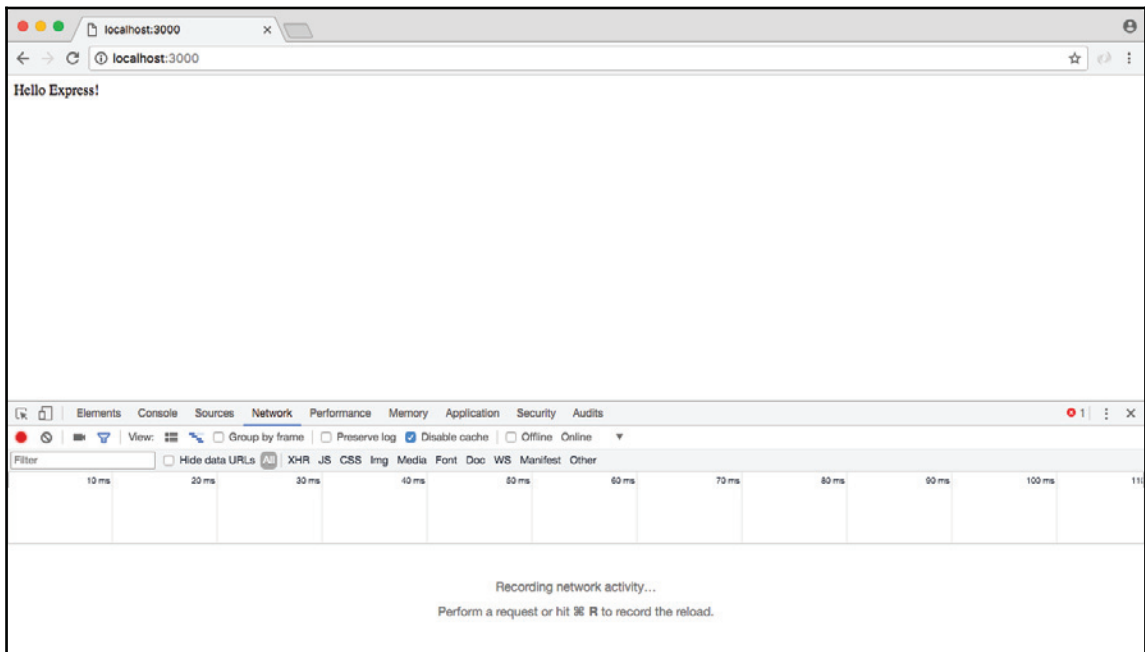 localhost:3000
localhost:3000
Hello Express!
Elements Console Sources Network Performance Memory Application Security Audits 1
View: Group by frame Preserve log Disable cache Offline Online
Filter Hide data URLs All XHR JS CSS Img Media Font Doc WS Manifest Other
10 ms 20 ms 30 ms 40 ms 50 ms 60 ms 70 ms 80 ms 90 ms 100 ms
Recording network activity…
Perform a request or hit ⌘ R to record the reload.